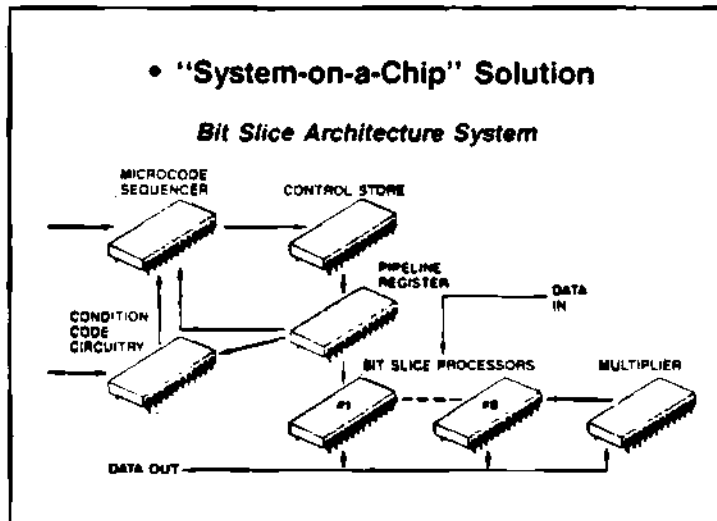 • "System-on-a-Chip" Solution
Bit Slice Architecture System
MICROCODE
SEQUENCER
CONTROL STORE
PIPELINE
REGISTER
DATA
IN
CONDITION
CODE
CIRCUITRY
BIT SLICE PROCESSORS
MULTIPLIER
#1
DATA OUT